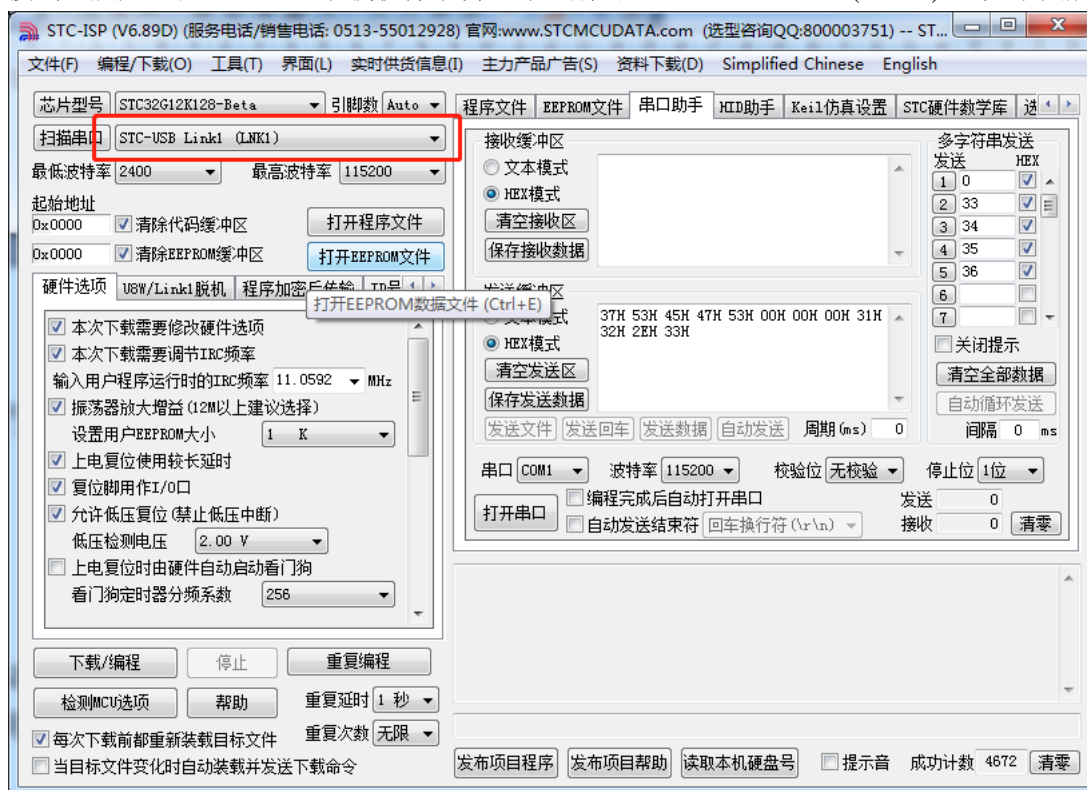 STC-ISP (V6.89D) (服务电话/销售电话: 0513-55012928) 官网:www.STCMCUDATA.com (选型咨询QQ:800003751) -- ST...
文件(F) 编程/下载(O) 工具(T) 界面(L) 实时供货信息(I) 主力产品广告(S) 资料下载(D) Simplified Chinese English
芯片型号 STC32G12K128-Beta 引脚数 Auto
扫描串口 STC-USB Link1 (LNK1)
最低波特率 2400 最高波特率 115200
起始地址
0x0000 清除代码缓冲区 打开程序文件
0x0000 清除EEPROM缓冲区 打开EEPROM文件
硬件选项 U8W/Link1脱机 程序加密后传输 ID号
打开EEPROM数据文件 (Ctrl+E)
本次下载需要修改硬件选项
本次下载需要调节IRC频率
输入用户程序运行时的IRC频率 11.0592 MHz
振荡器放大增益(12M以上建议选择)
设置用户EEPROM大小 1 K
上电复位使用较长延时
复位脚用作I/O口
允许低压复位(禁止低压中断)
低压检测电压 2.00 V
上电复位时由硬件自动启动看门狗
看门狗定时器分频系数 256
下载/编程 停止 重复编程
检测MCU选项 帮助 重复延时 1 秒
每次下载前都重新装载目标文件 重复次数 无限
当目标文件变化时自动装载并发送下载命令
程序文件 EEPROM文件 串口助手 HID助手 Keil仿真设置 STC硬件数学库 选
接收缓冲区
文本模式
HEX模式
清空接收区
保存接收数据
发送缓冲区
文本模式
HEX模式
清空发送区
保存发送数据
37H 53H 45H 47H 53H 00H 00H 00H 31H
32H 2EH 33H
发送文件 发送回车 发送数据 自动发送 周期(ms) 0
多字符串发送
发送 HEX
1 0
2 33
3 34
4 35
5 36
6
7
关闭提示
清空全部数据
自动循环发送
间隔 0 ms
串口 COM1 波特率 115200 校验位 无校验 停止位 1位
打开串口 编程完成后自动打开串口 发送 0
自动发送结束符 回车换行符(\r\n) 接收 0 清零
发布项目程序 发布项目帮助 读取本机硬盘号 提示音 成功计数 4672 清零